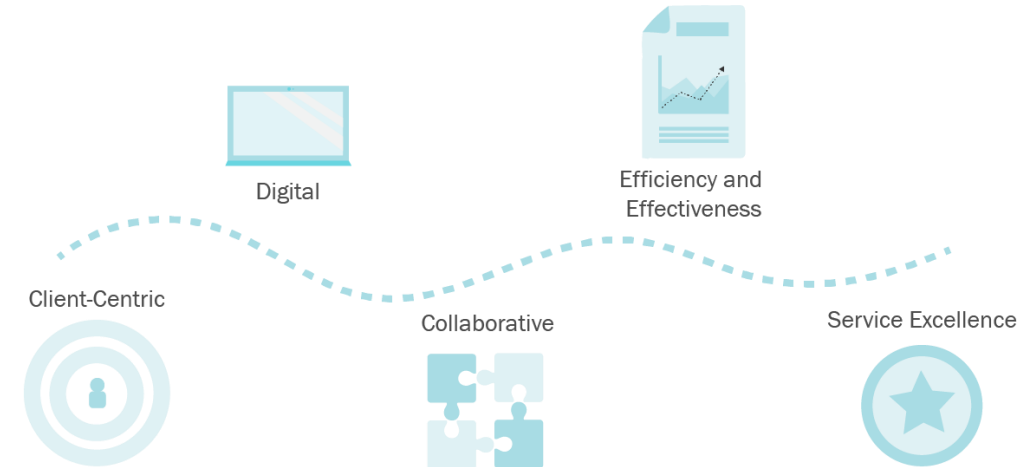 Digital
Efficiency and
Effectiveness
Client-Centric
Collaborative
Service Excellence